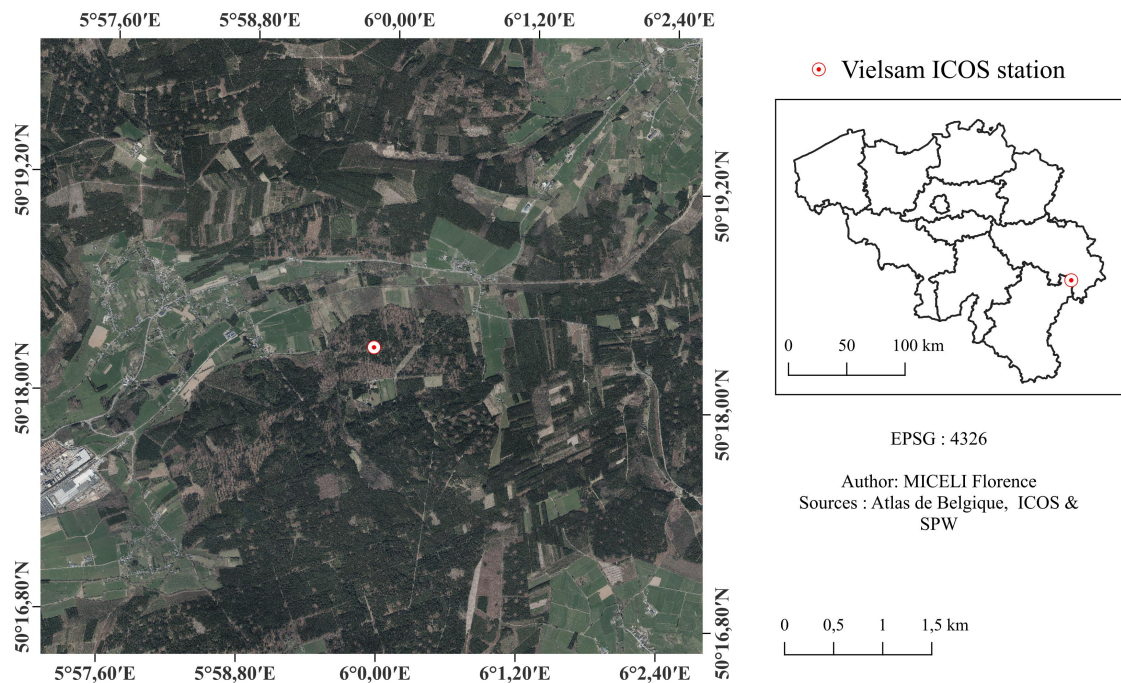 5°57,60′E 5°58,80′E 6°0,00′E 6°1,20′E 6°2,40′E
50°19,20′N
50°18,00′N
50°16,80′N
50°19,20′N
50°18,00′N
50°16,80′N
5°57,60′E 5°58,80′E 6°0,00′E 6°1,20′E 6°2,40′E
Vielsam ICOS station
0 50 100 km
EPSG : 4326
Author: MICELI Florence
Sources : Atlas de Belgique, ICOS &
SPW
0 0,5 1 1,5 km